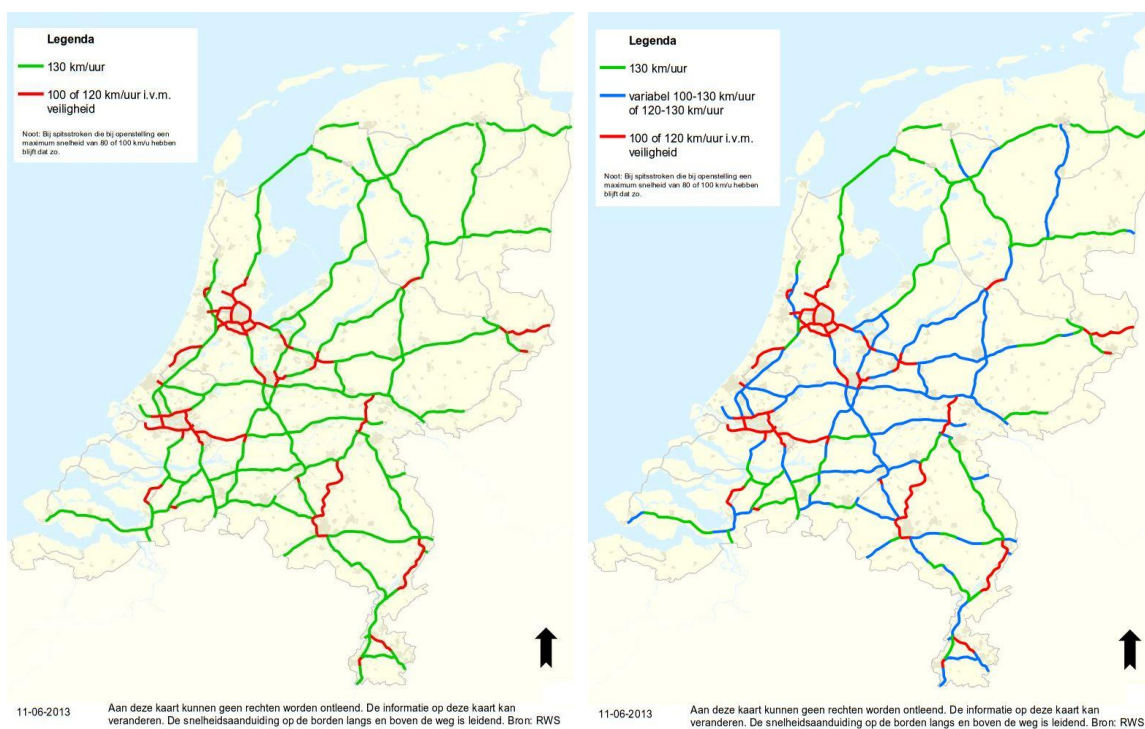 Legenda
130 km/uur
100 of 120 km/uur i.v.m.
veiligheid
Noot: Bij spitsstroken die bij openstelling een
maximum snelheid van 80 of 100 km/u hebben
blijft dat zo.
11-06-2013
Aan deze kaart kunnen geen rechten worden ontleend. De informatie op deze kaart kan
veranderen. De snelheidsaanduiding op de borden langs en boven de weg is leidend. Bron: RWS
Legenda
130 km/uur
variabel 100-130 km/uur
of 120-130 km/uur
100 of 120 km/uur i.v.m.
veiligheid
Noot: Bij spitsstroken die bij openstelling een
maximum snelheid van 80 of 100 km/u hebben
blijft dat zo.
11-06-2013
Aan deze kaart kunnen geen rechten worden ontleend. De informatie op deze kaart kan
veranderen. De snelheidsaanduiding op de borden langs en boven de weg is leidend. Bron: RWS